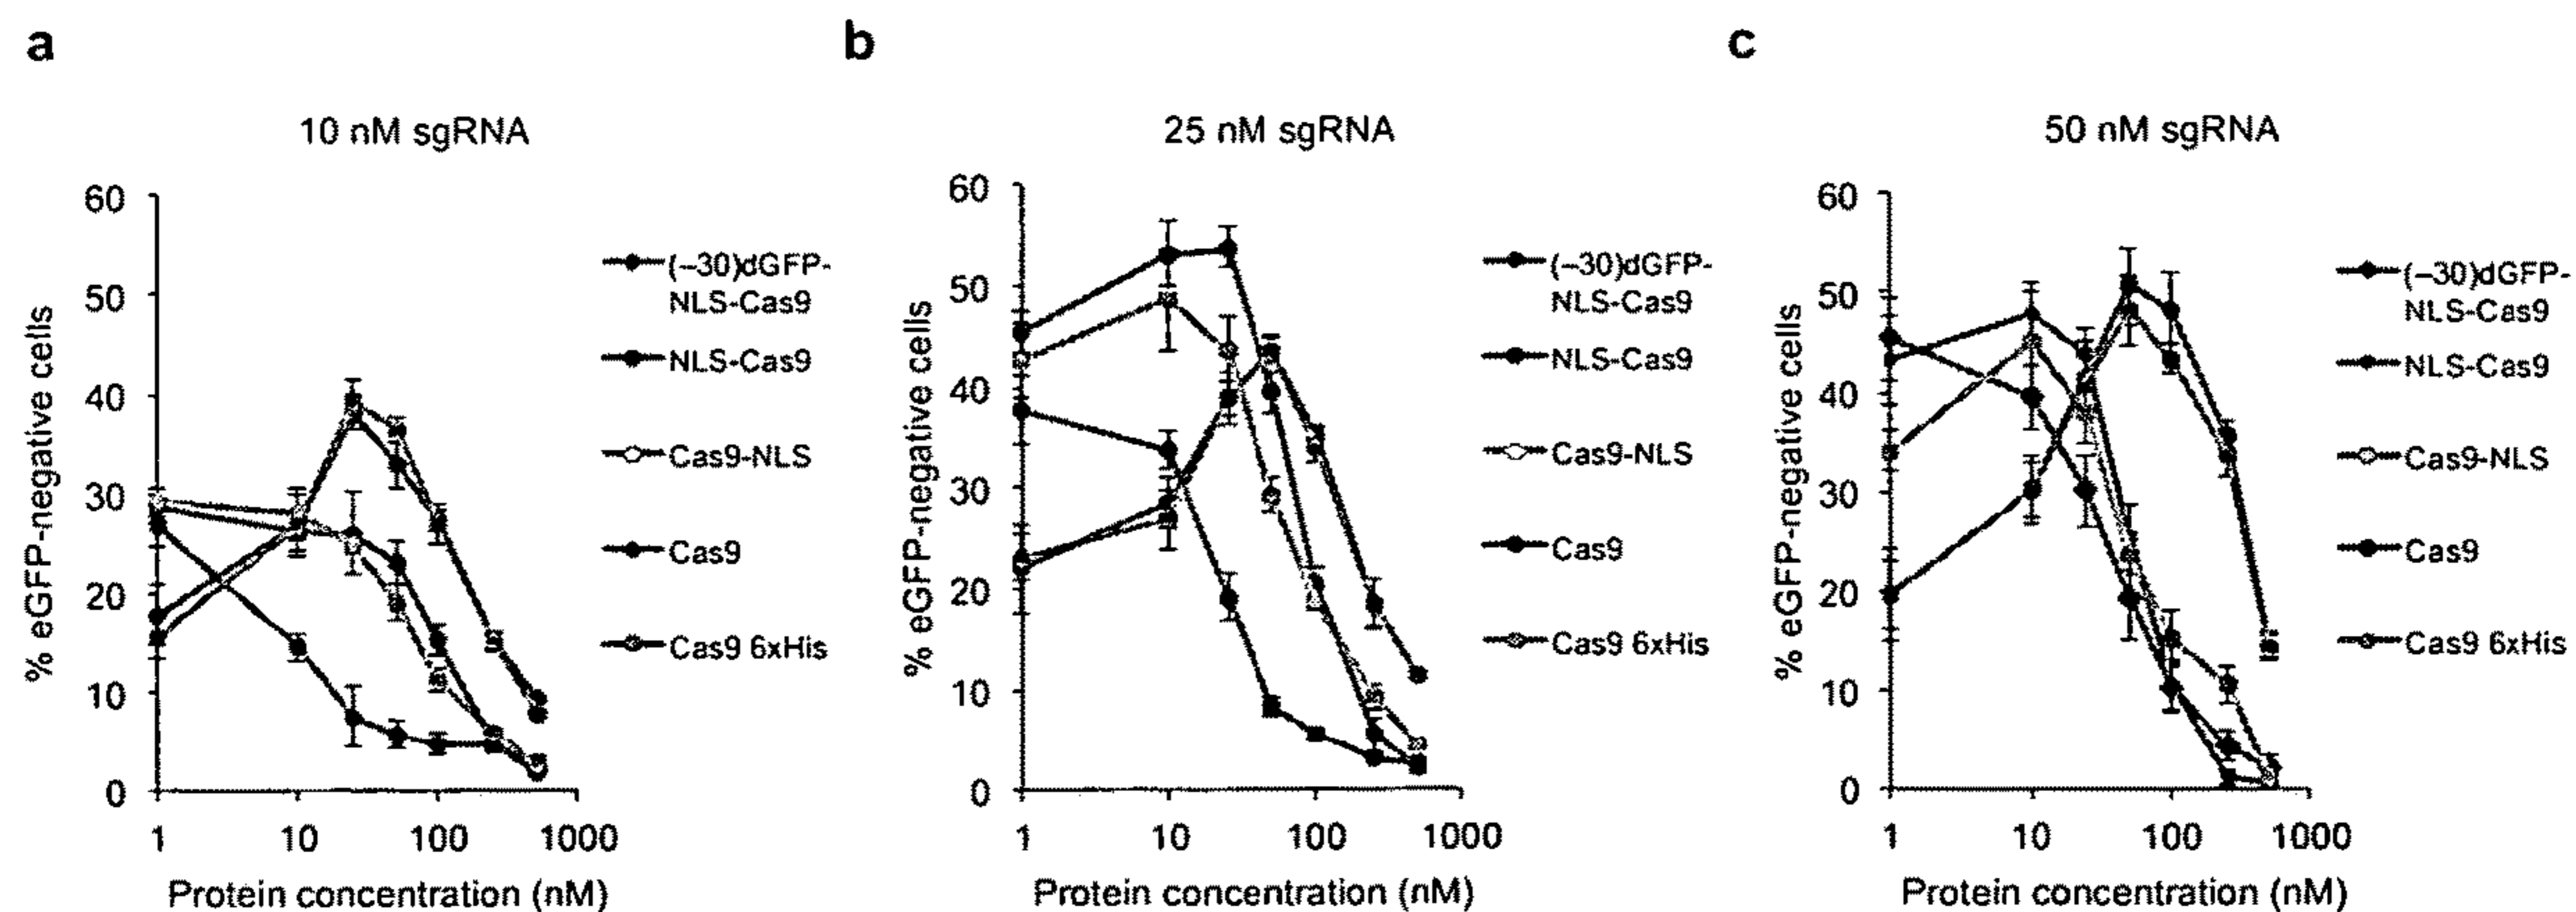 a
10 nM sgRNA
% eGFP-negative cells
60
50
40
30
20
10
0
1 10 100 1000
Protein concentration (nM)
(–30)dGFP-
NLS-Cas9
NLS-Cas9
Cas9-NLS
Cas9
Cas9 6xHis
b
25 nM sgRNA
% eGFP-negative cells
60
50
40
30
20
10
0
1 10 100 1000
Protein concentration (nM)
(–30)dGFP-
NLS-Cas9
NLS-Cas9
Cas9-NLS
Cas9
Cas9 6xHis
c
50 nM sgRNA
% eGFP-negative cells
60
50
40
30
20
10
0
1 10 100 1000
Protein concentration (nM)
(–30)dGFP-
NLS-Cas9
NLS-Cas9
Cas9-NLS
Cas9
Cas9 6xHis